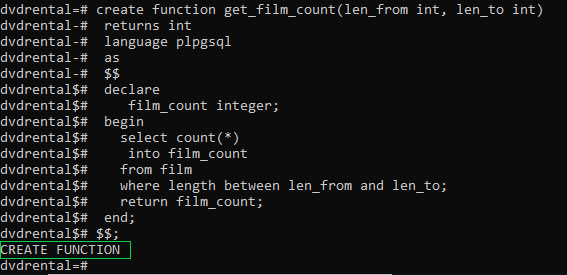 dvdrental=# create function get_film_count(len_from int, len_to int)
dvdrental-#  returns int
dvdrental-#  language plpgsql
dvdrental-#  as
dvdrental-#  $$
dvdrental$#  declare
dvdrental$#     film_count integer;
dvdrental$#  begin
dvdrental$#    select count(*)
dvdrental$#     into film_count
dvdrental$#    from film
dvdrental$#    where length between len_from and len_to;
dvdrental$#    return film_count;
dvdrental$#  end;
dvdrental$# $$;
CREATE FUNCTION
dvdrental=#